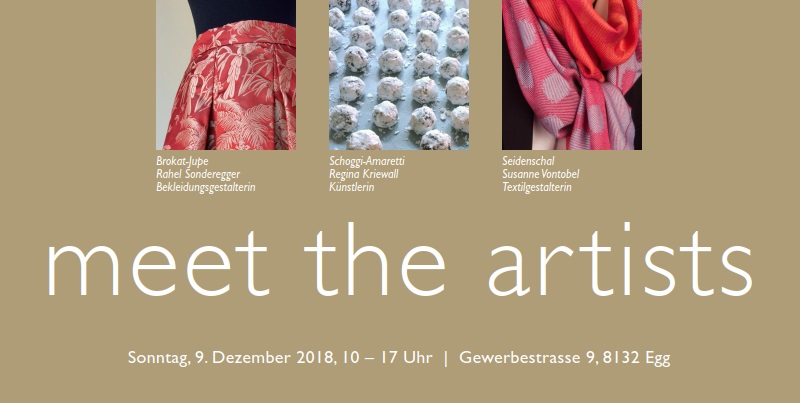 Brokat-Jupe
Rahel Sonderegger
Bekleidungsgestalterin
Schoggi-Amaretti
Regina Kriewall
Künstlerin
Seidenschal
Susanne Vontobel
Textilgestalterin
meet the artists
Sonntag, 9. Dezember 2018, 10 – 17 Uhr | Gewerbestrasse 9, 8132 Egg